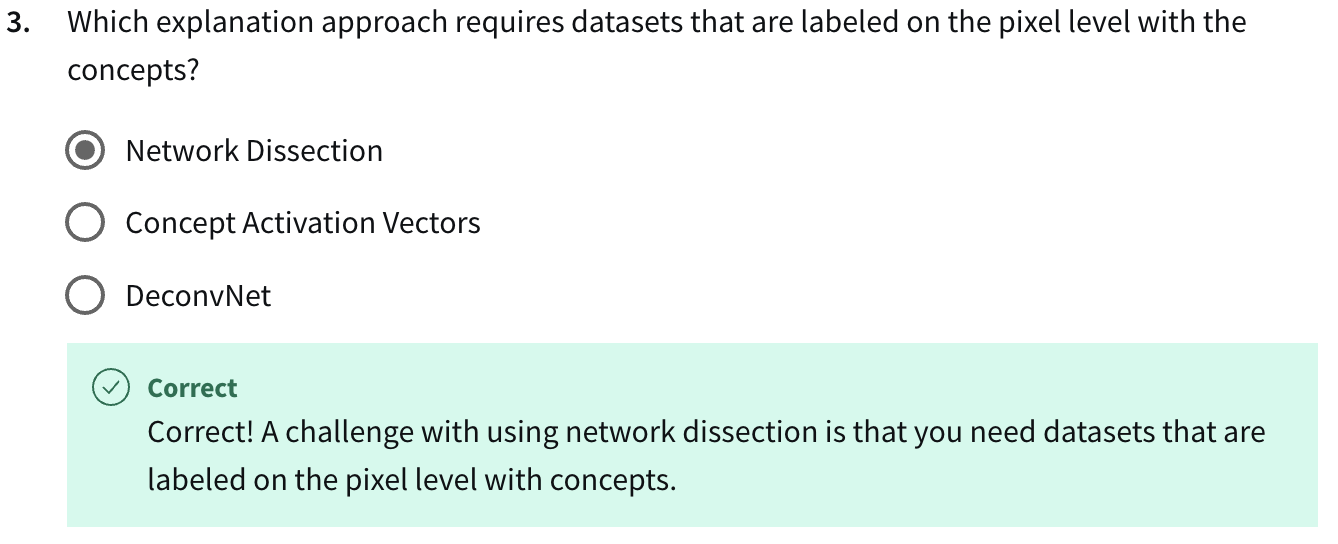 3. Which explanation approach requires datasets that are labeled on the pixel level with the
concepts?
Network Dissection
Concept Activation Vectors
DeconvNet
Correct
Correct! A challenge with using network dissection is that you need datasets that are
labeled on the pixel level with concepts.